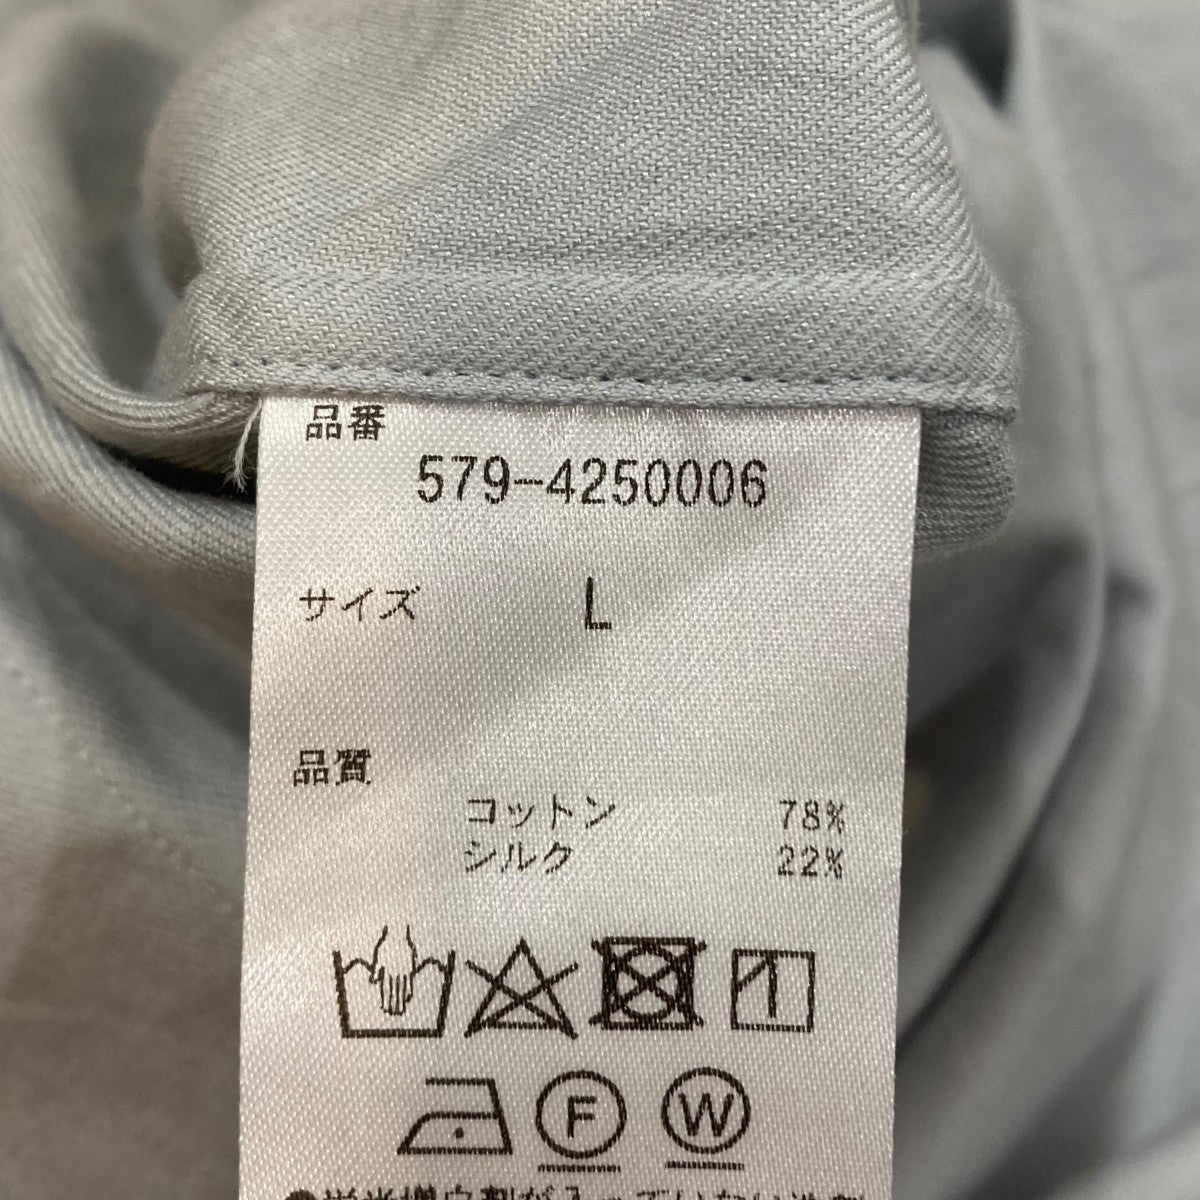 品番
579-4250006
サイズ L
品質
コットン 78%
シルク 22%
F W